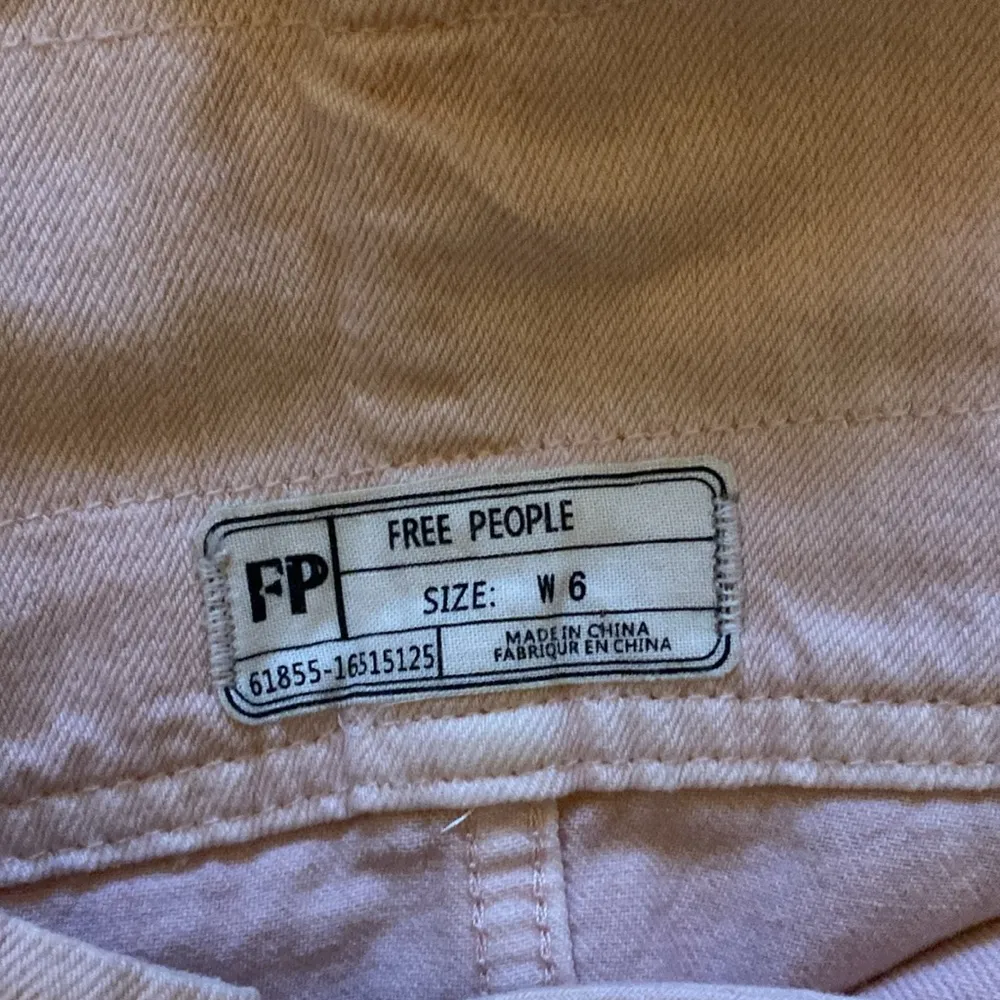 FP
FREE PEOPLE
SIZE: W 6
61855-16515125
MADE IN CHINA
FABRIQUR EN CHINA